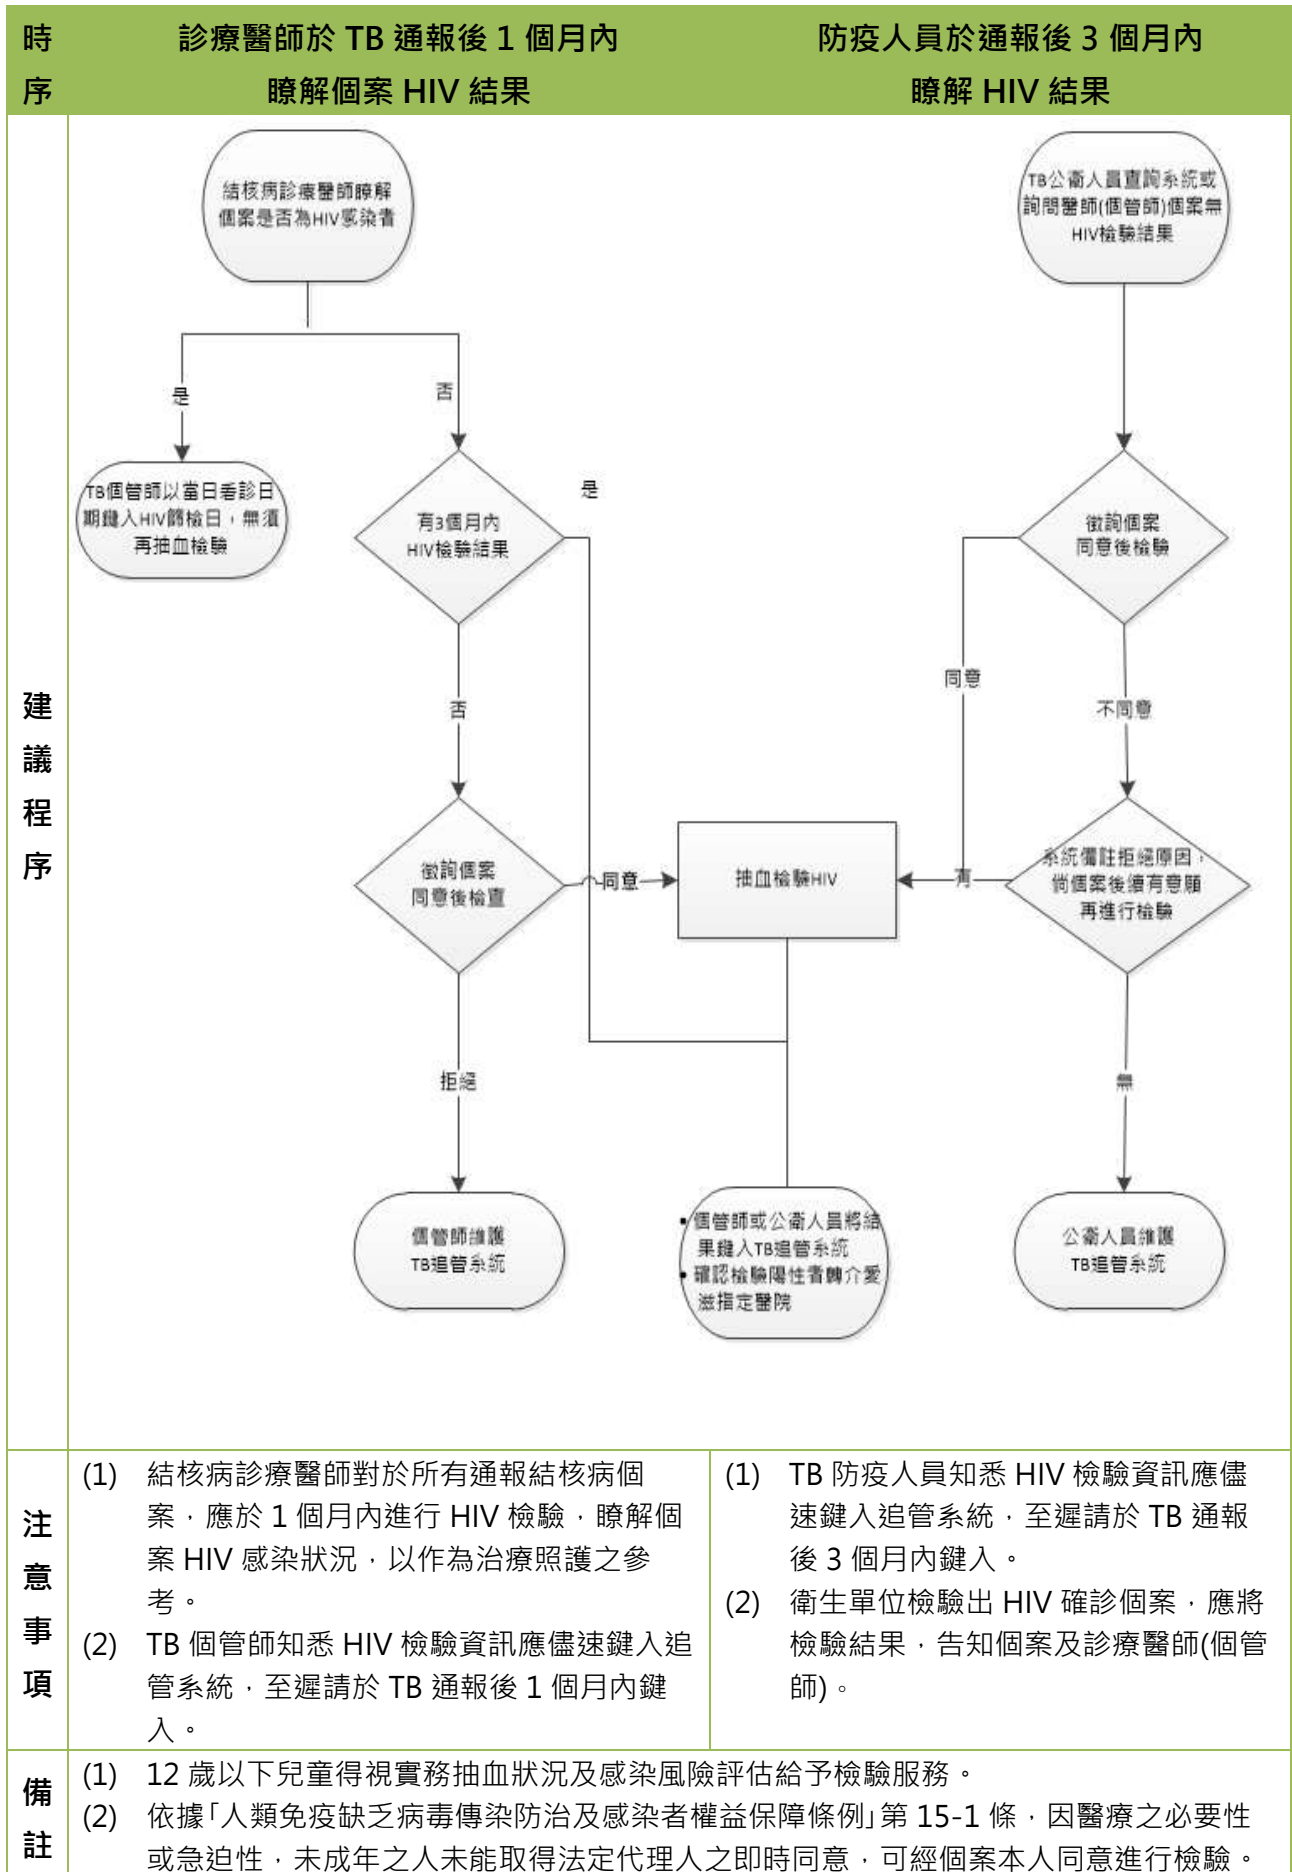 時序
診療醫師於 TB 通報後 1 個月內
瞭解個案 HIV 結果
防疫人員於通報後 3 個月內
瞭解 HIV 結果
建議程序
結核病診療醫師瞭解
個案是否為HIV感染者
是
否
TB個管師以當日看診日
期鍵入HIV篩檢日，無須
再抽血檢驗
有3個月內
HIV檢驗結果
是
否
徵詢個案
同意後檢查
同意
拒絕
個管師維護
TB追管系統
抽血檢驗HIV
• 個管師或公衛人員將結
果鍵入TB追管系統
• 確認檢驗陽性者轉介愛
滋指定醫院
TB公衛人員查詢系統或
詢問醫師(個管師)個案無
HIV檢驗結果
徵詢個案
同意後檢驗
同意
不同意
系統備註拒絕原因，
倘個案後續有意願
再進行檢驗
有
無
公衛人員維護
TB追管系統
注意事項
(1) 結核病診療醫師對於所有通報結核病個
案，應於 1 個月內進行 HIV 檢驗，瞭解個
案 HIV 感染狀況，以作為治療照護之參
考。
(2) TB 個管師知悉 HIV 檢驗資訊應儘速鍵入追
管系統，至遲請於 TB 通報後 1 個月內鍵
入。
(1) TB 防疫人員知悉 HIV 檢驗資訊應儘
速鍵入追管系統，至遲請於 TB 通報
後 3 個月內鍵入。
(2) 衛生單位檢驗出 HIV 確診個案，應將
檢驗結果，告知個案及診療醫師(個管
師)。
備註
(1) 12 歲以下兒童得視實務抽血狀況及感染風險評估給予檢驗服務。
(2) 依據「人類免疫缺乏病毒傳染防治及感染者權益保障條例」第 15-1 條，因醫療之必要性
或急迫性，未成年之人未能取得法定代理人之即時同意，可經個案本人同意進行檢驗。